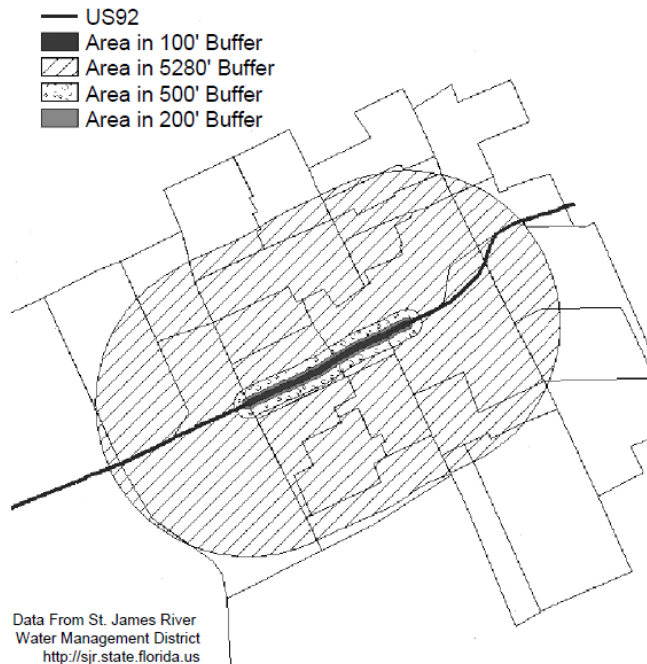 US92
Area in 100' Buffer
Area in 5280' Buffer
Area in 500' Buffer
Area in 200' Buffer
Data From St. James River
Water Management District
http://sjr.state.florida.us